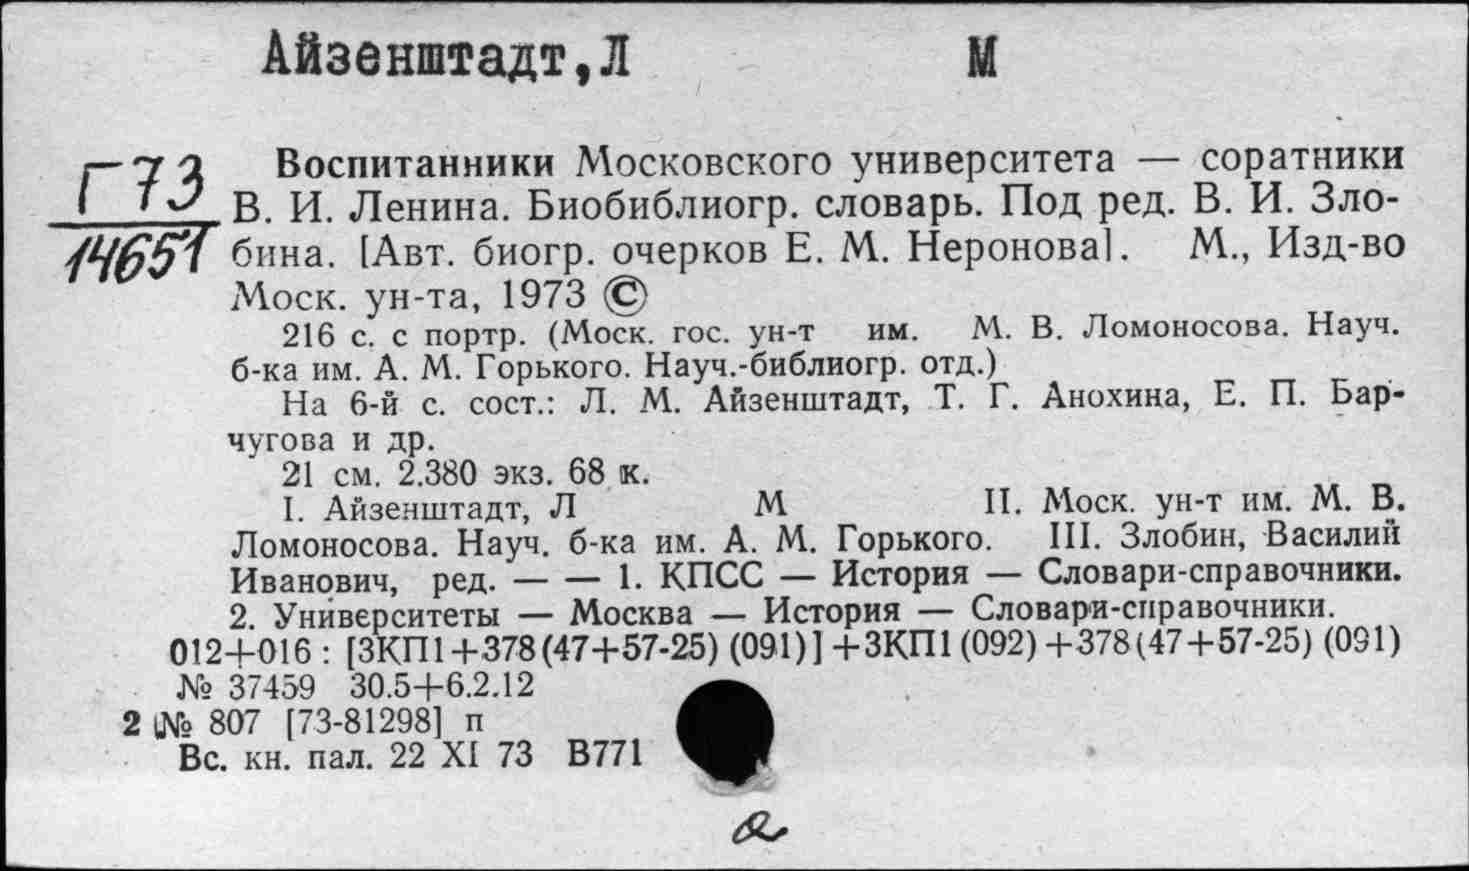 Айзенштадт,Л М
Г 73
14651
Воспитанники Московского университета — соратники
В. И. Ленина. Биобиблиогр. словарь. Под ред. В. И. Зло-
бина. [Авт. биогр. очерков Е. М. Неронова]. М., Изд-во
Моск. ун-та, 1973 ©
216 с. с портр. (Моск. гос. ун-т им. М. В. Ломоносова. Науч.
б-ка им. А. М. Горького. Науч.-библиогр. отд.)
На 6-й с. сост.: Л. М. Айзенштадт, Т. Г. Анохина, Е. П. Бар-
чугова и др.
21 см. 2.380 экз. 68 к.
I. Айзенштадт, Л М II. Моск. ун-т им. М. В.
Ломоносова. Науч. б-ка им. А. М. Горького. III. Злобин, Василий
Иванович, ред. — — 1. КПСС — История — Словари-справочники.
2. Университеты — Москва — История — Словари-справочники.
012+016 : [3КП1+378(47+57-25) (091)] +3КП1 (092) +378(47+57-25) (091)
№ 37459 30.5+6.2.12
2 № 807 [73-81298] п
Вс. кн. пал. 22 XI 73 В771